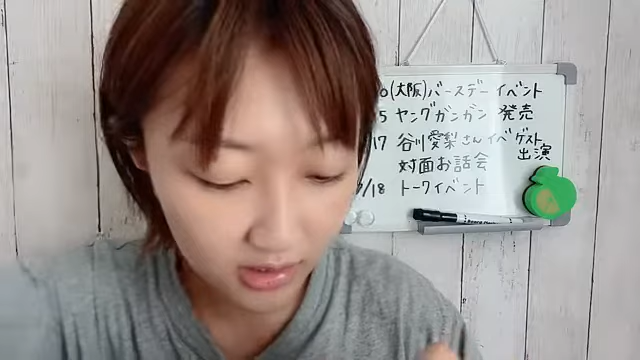 0(大阪)バースデーイベント
5 ヤングガンガン 発売
17 谷川愛梨さんイベ ゲスト出演
対面お話会
/18 トークイベント